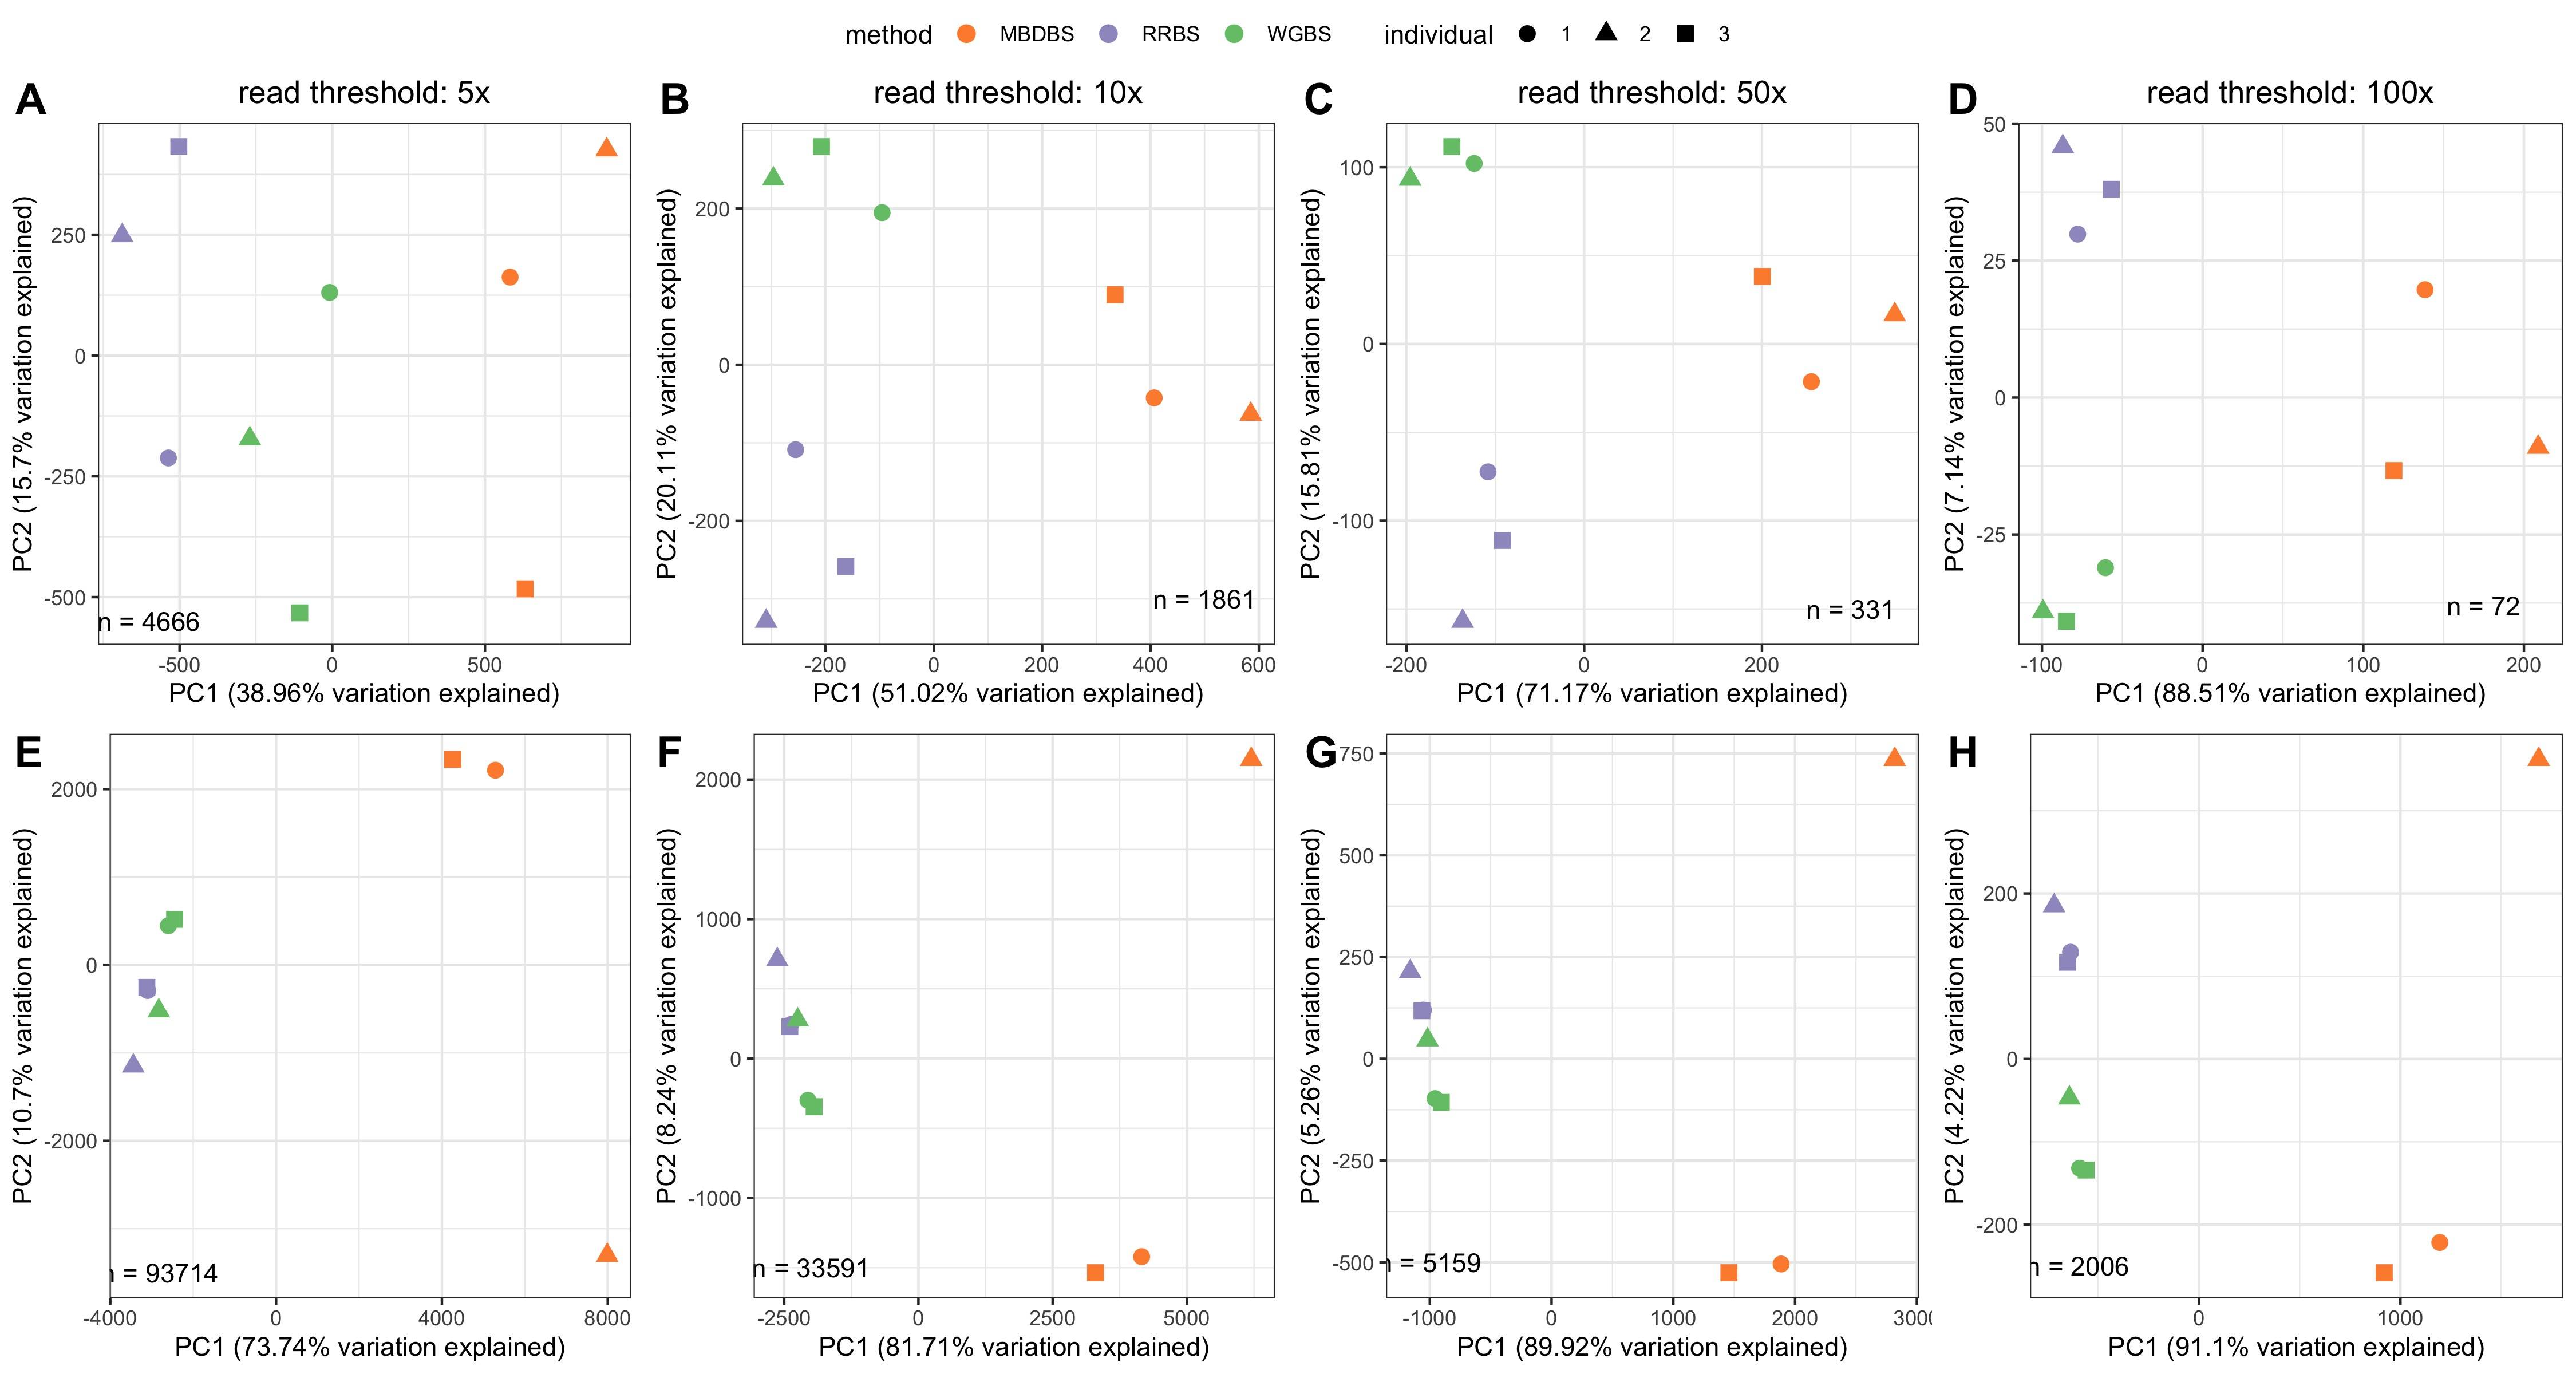 method MBDBS RRBS WGBS individual 1 2 3
A read threshold: 5x
B read threshold: 10x
C read threshold: 50x
D read threshold: 100x
PC2 (15.7% variation explained)
250
0
-250
-500
n = 4666
-500 0 500
PC1 (38.96% variation explained)
PC2 (20.11% variation explained)
200
0
-200
n = 1861
-200 0 200 400 600
PC1 (51.02% variation explained)
PC2 (15.81% variation explained)
100
0
-100
n = 331
-200 0 200
PC1 (71.17% variation explained)
PC2 (7.14% variation explained)
50
25
0
-25
n = 72
-100 0 100 200
PC1 (88.51% variation explained)
E
PC2 (10.7% variation explained)
2000
0
-2000
n = 93714
-4000 0 4000 8000
PC1 (73.74% variation explained)
F
PC2 (8.24% variation explained)
2000
1000
0
-1000
n = 33591
-2500 0 2500 5000
PC1 (81.71% variation explained)
G
PC2 (5.26% variation explained)
750
500
250
0
-250
-500
n = 5159
-1000 0 1000 2000 3000
PC1 (89.92% variation explained)
H
PC2 (4.22% variation explained)
200
0
-200
n = 2006
0 1000
PC1 (91.1% variation explained)